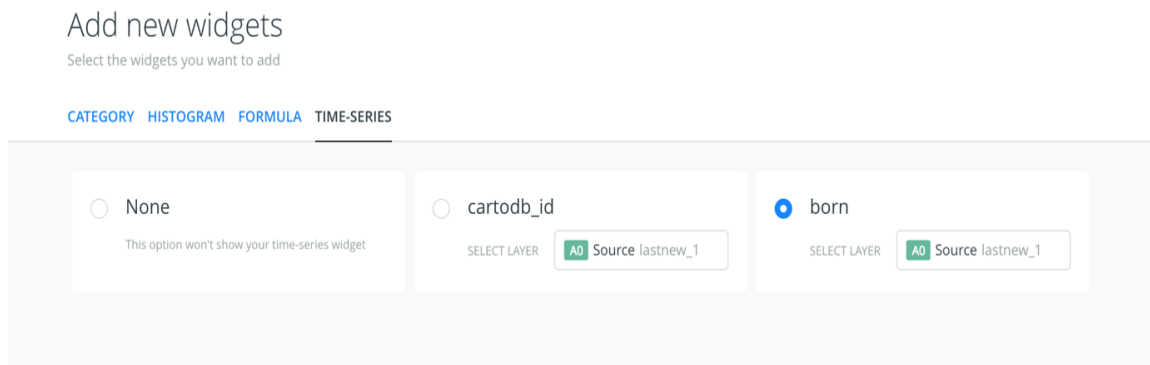 Add new widgets
Select the widgets you want to add
CATEGORY HISTOGRAM FORMULA TIME-SERIES
None
This option won't show your time-series widget
cartodb_id
SELECT LAYER A0 Source lastnew_1
born
SELECT LAYER A0 Source lastnew_1